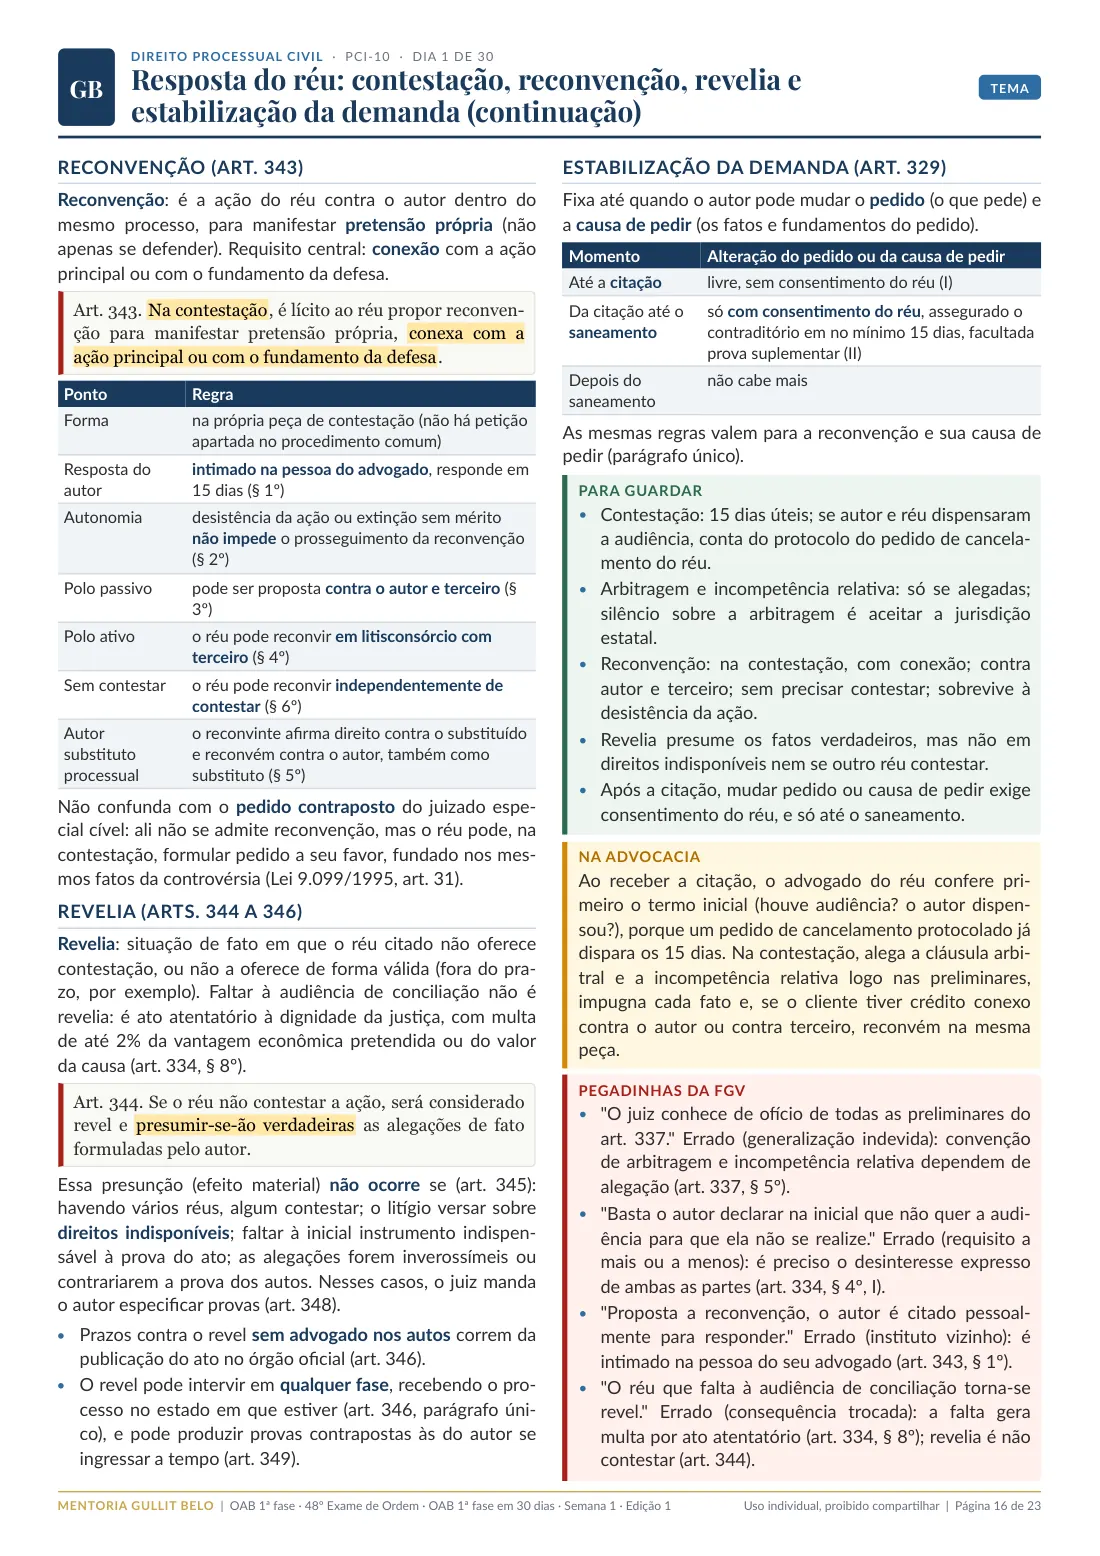 GB
DIREITO PROCESSUAL CIVIL · PCI-10 · DIA 1 DE 30
Resposta do réu: contestação, reconvenção, revelia e
estabilização da demanda (continuação)
TEMA
RECONVENÇÃO (ART. 343)
Reconvenção: é a ação do réu contra o autor dentro do
mesmo processo, para manifestar pretensão própria (não
apenas se defender). Requisito central: conexão com a ação
principal ou com o fundamento da defesa.
Art. 343. Na contestação, é lícito ao réu propor reconven-
ção para manifestar pretensão própria, conexa com a
ação principal ou com o fundamento da defesa.
Ponto Regra
Forma na própria peça de contestação (não há petição
apartada no procedimento comum)
Resposta do intimado na pessoa do advogado, responde em
autor 15 dias (§ 1º)
Autonomia desistência da ação ou extinção sem mérito
não impede o prosseguimento da reconvenção
(§ 2º)
Polo passivo pode ser proposta contra o autor e terceiro (§
3º)
Polo ativo o réu pode reconvir em litisconsórcio com
terceiro (§ 4º)
Sem contestar o réu pode reconvir independentemente de
contestar (§ 6º)
Autor o reconvinte afirma direito contra o substituído
substituto e reconvém contra o autor, também como
processual substituto (§ 5º)
Não confunda com o pedido contraposto do juizado espe-
cial cível: ali não se admite reconvenção, mas o réu pode, na
contestação, formular pedido a seu favor, fundado nos mes-
mos fatos da controvérsia (Lei 9.099/1995, art. 31).
REVELIA (ARTS. 344 A 346)
Revelia: situação de fato em que o réu citado não oferece
contestação, ou não a oferece de forma válida (fora do pra-
zo, por exemplo). Faltar à audiência de conciliação não é
revelia: é ato atentatório à dignidade da justiça, com multa
de até 2% da vantagem econômica pretendida ou do valor
da causa (art. 334, § 8º).
Art. 344. Se o réu não contestar a ação, será considerado
revel e presumir-se-ão verdadeiras as alegações de fato
formuladas pelo autor.
Essa presunção (efeito material) não ocorre se (art. 345):
havendo vários réus, algum contestar; o litígio versar sobre
direitos indisponíveis; faltar à inicial instrumento indispen-
sável à prova do ato; as alegações forem inverossímeis ou
contrariarem a prova dos autos. Nesses casos, o juiz manda
o autor especificar provas (art. 348).
• Prazos contra o revel sem advogado nos autos correm da
publicação do ato no órgão oficial (art. 346).
• O revel pode intervir em qualquer fase, recebendo o pro-
cesso no estado em que estiver (art. 346, parágrafo úni-
co), e pode produzir provas contrapostas às do autor se
ingressar a tempo (art. 349).
ESTABILIZAÇÃO DA DEMANDA (ART. 329)
Fixa até quando o autor pode mudar o pedido (o que pede) e
a causa de pedir (os fatos e fundamentos do pedido).
Momento Alteração do pedido ou da causa de pedir
Até a citação livre, sem consentimento do réu (I)
Da citação até o só com consentimento do réu, assegurado o
saneamento contraditório em no mínimo 15 dias, facultada
prova suplementar (II)
Depois do não cabe mais
saneamento
As mesmas regras valem para a reconvenção e sua causa de
pedir (parágrafo único).
PARA GUARDAR
• Contestação: 15 dias úteis; se autor e réu dispensaram
a audiência, conta do protocolo do pedido de cancela-
mento do réu.
• Arbitragem e incompetência relativa: só se alegadas;
silêncio sobre a arbitragem é aceitar a jurisdição
estatal.
• Reconvenção: na contestação, com conexão; contra
autor e terceiro; sem precisar contestar; sobrevive à
desistência da ação.
• Revelia presume os fatos verdadeiros, mas não em
direitos indisponíveis nem se outro réu contestar.
• Após a citação, mudar pedido ou causa de pedir exige
consentimento do réu, e só até o saneamento.
NA ADVOCACIA
Ao receber a citação, o advogado do réu confere pri-
meiro o termo inicial (houve audiência? o autor dispen-
sou?), porque um pedido de cancelamento protocolado já
dispara os 15 dias. Na contestação, alega a cláusula arbi-
tral e a incompetência relativa logo nas preliminares,
impugna cada fato e, se o cliente tiver crédito conexo
contra o autor ou contra terceiro, reconvém na mesma
peça.
PEGADINHAS DA FGV
• "O juiz conhece de ofício de todas as preliminares do
art. 337." Errado (generalização indevida): convenção
de arbitragem e incompetência relativa dependem de
alegação (art. 337, § 5º).
• "Basta o autor declarar na inicial que não quer a audi-
ência para que ela não se realize." Errado (requisito a
mais ou a menos): é preciso o desinteresse expresso
de ambas as partes (art. 334, § 4º, I).
• "Proposta a reconvenção, o autor é citado pessoal-
mente para responder." Errado (instituto vizinho): é
intimado na pessoa do seu advogado (art. 343, § 1º).
• "O réu que falta à audiência de conciliação torna-se
revel." Errado (consequência trocada): a falta gera
multa por ato atentatório (art. 334, § 8º); revelia é não
contestar (art. 344).
MENTORIA GULLIT BELO | OAB 1ª fase · 48º Exame de Ordem · OAB 1ª fase em 30 dias · Semana 1 · Edição 1
Uso individual, proibido compartilhar | Página 16 de 23